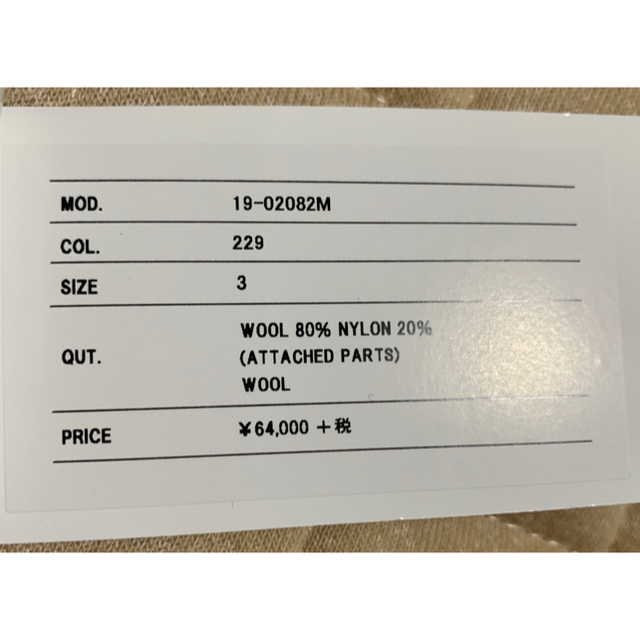 MOD. 19-02082M
COL. 229
SIZE 3
QUT. WOOL 80% NYLON 20%
(ATTACHED PARTS)
WOOL
PRICE ¥64,000 +税